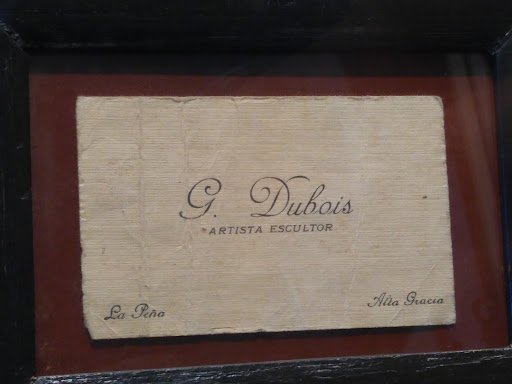 G. Dubois
ARTISTA ESCULTOR
La Peña
Alta Gracia